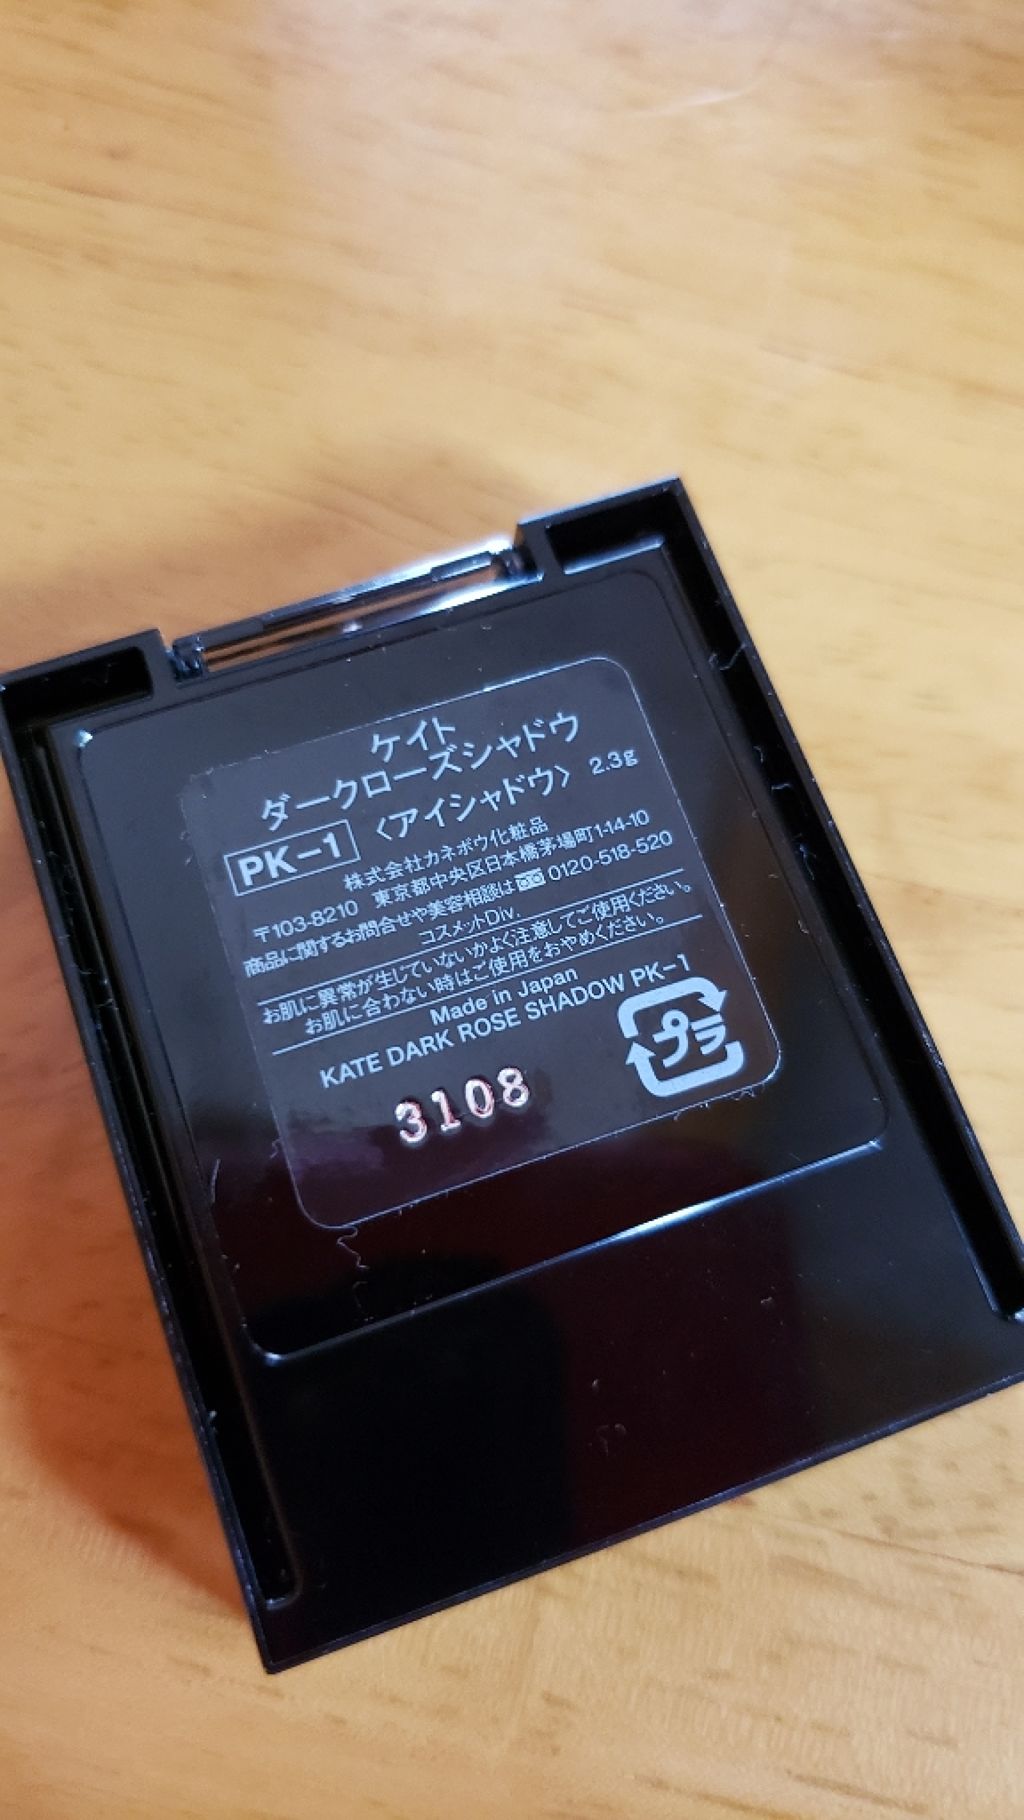 ケイト
ダークローズシャドウ
PK-1 〈アイシャドウ〉 2.3g
株式会社カネボウ化粧品
〒103-8210 東京都中央区日本橋茅場町1-14-10
商品に関するお問合せや美容相談は 0120-518-520
コスメットDiv.
お肌に異常が生じていないかよく注意してご使用ください。
お肌に合わない時はご使用をおやめください。
Made in Japan
KATE DARK ROSE SHADOW PK-1
プラ
3108